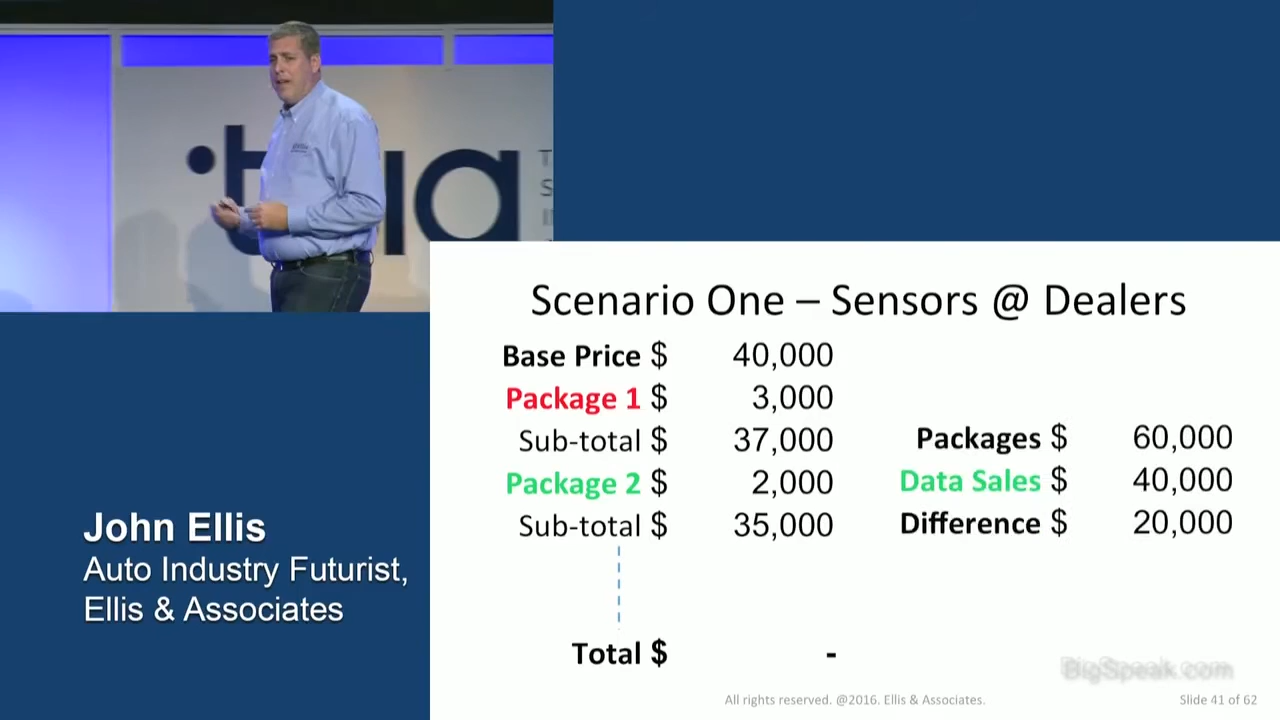 Scenario One – Sensors @ Dealers
Base Price $ 40,000
Package 1 $ 3,000
Sub-total $ 37,000
Package 2 $ 2,000
Sub-total $ 35,000
Total $ -
Packages $ 60,000
Data Sales $ 40,000
Difference $ 20,000
John Ellis
Auto Industry Futurist,
Ellis & Associates
BigSpeak.com
All rights reserved. @2016. Ellis & Associates.
Slide 41 of 62